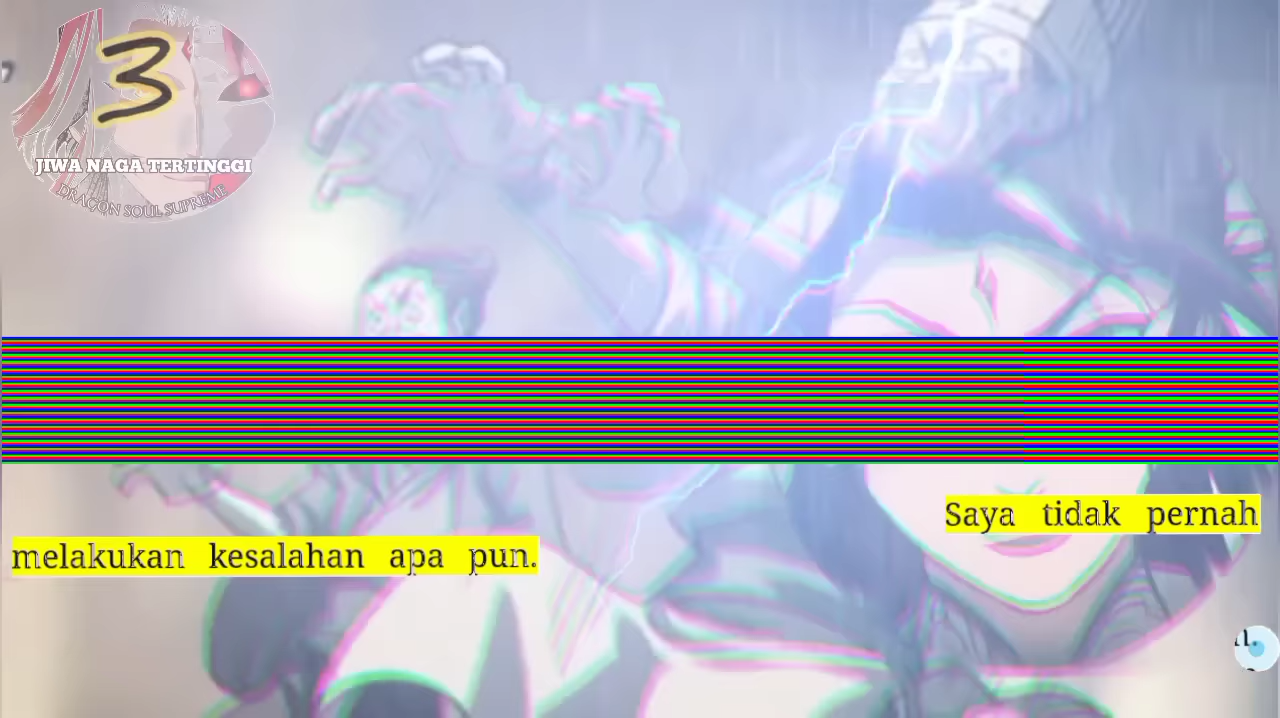 3
JIWA NAGA TERTINGGI
DRAGON SOUL SUPREME
Saya tidak pernah
melakukan kesalahan apa pun.